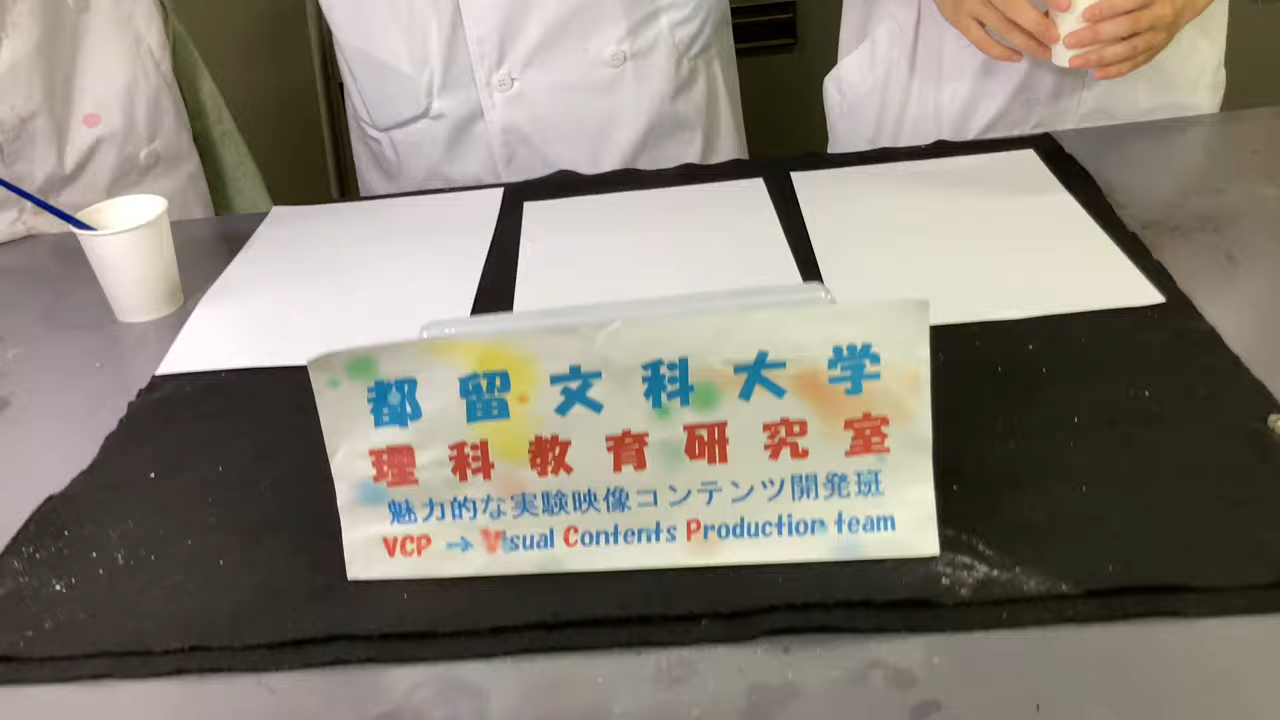 都留文科大学
理科教育研究室
魅力的な実験映像コンテンツ開発班
VCP → Visual Contents Production team